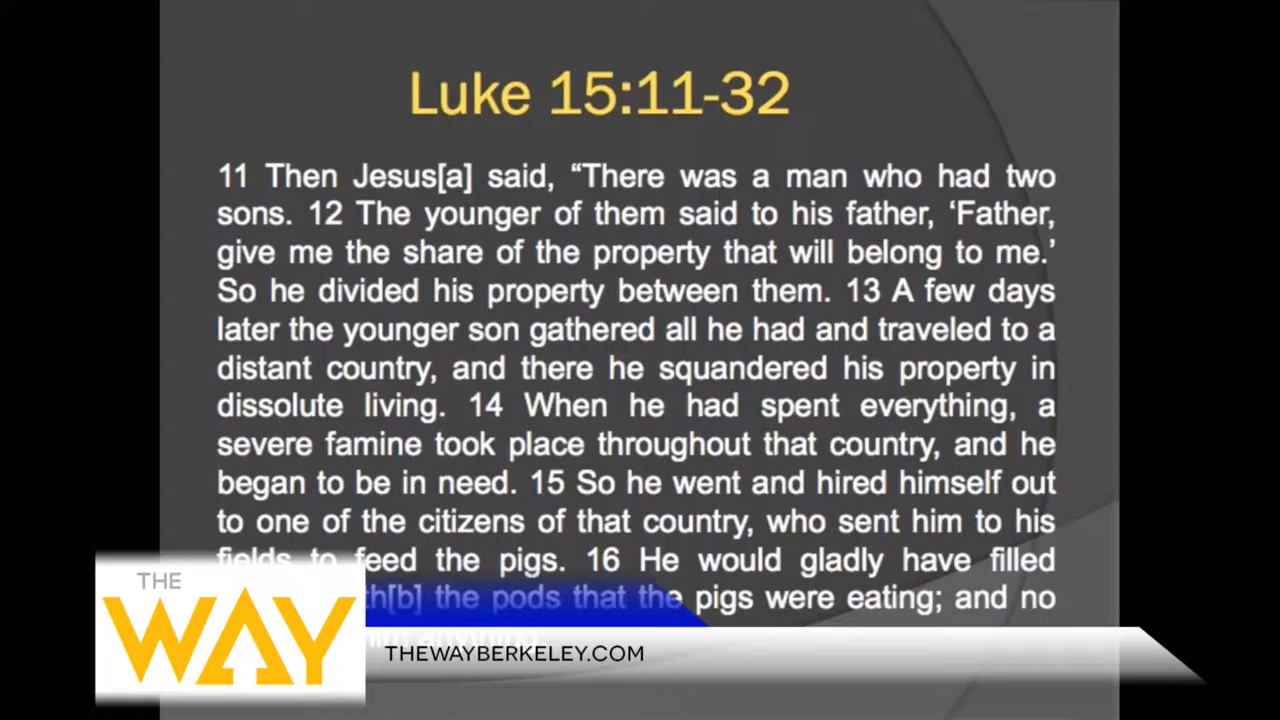 Luke 15:11-32
11 Then Jesus[a] said, “There was a man who had two
sons. 12 The younger of them said to his father, ‘Father,
give me the share of the property that will belong to me.’
So he divided his property between them. 13 A few days
later the younger son gathered all he had and traveled to a
distant country, and there he squandered his property in
dissolute living. 14 When he had spent everything, a
severe famine took place throughout that country, and he
began to be in need. 15 So he went and hired himself out
to one of the citizens of that country, who sent him to his
fields to feed the pigs. 16 He would gladly have filled
th[b] the pods that the pigs were eating; and no
anything.
THE
WAY
THEWAYBERKELEY.COM